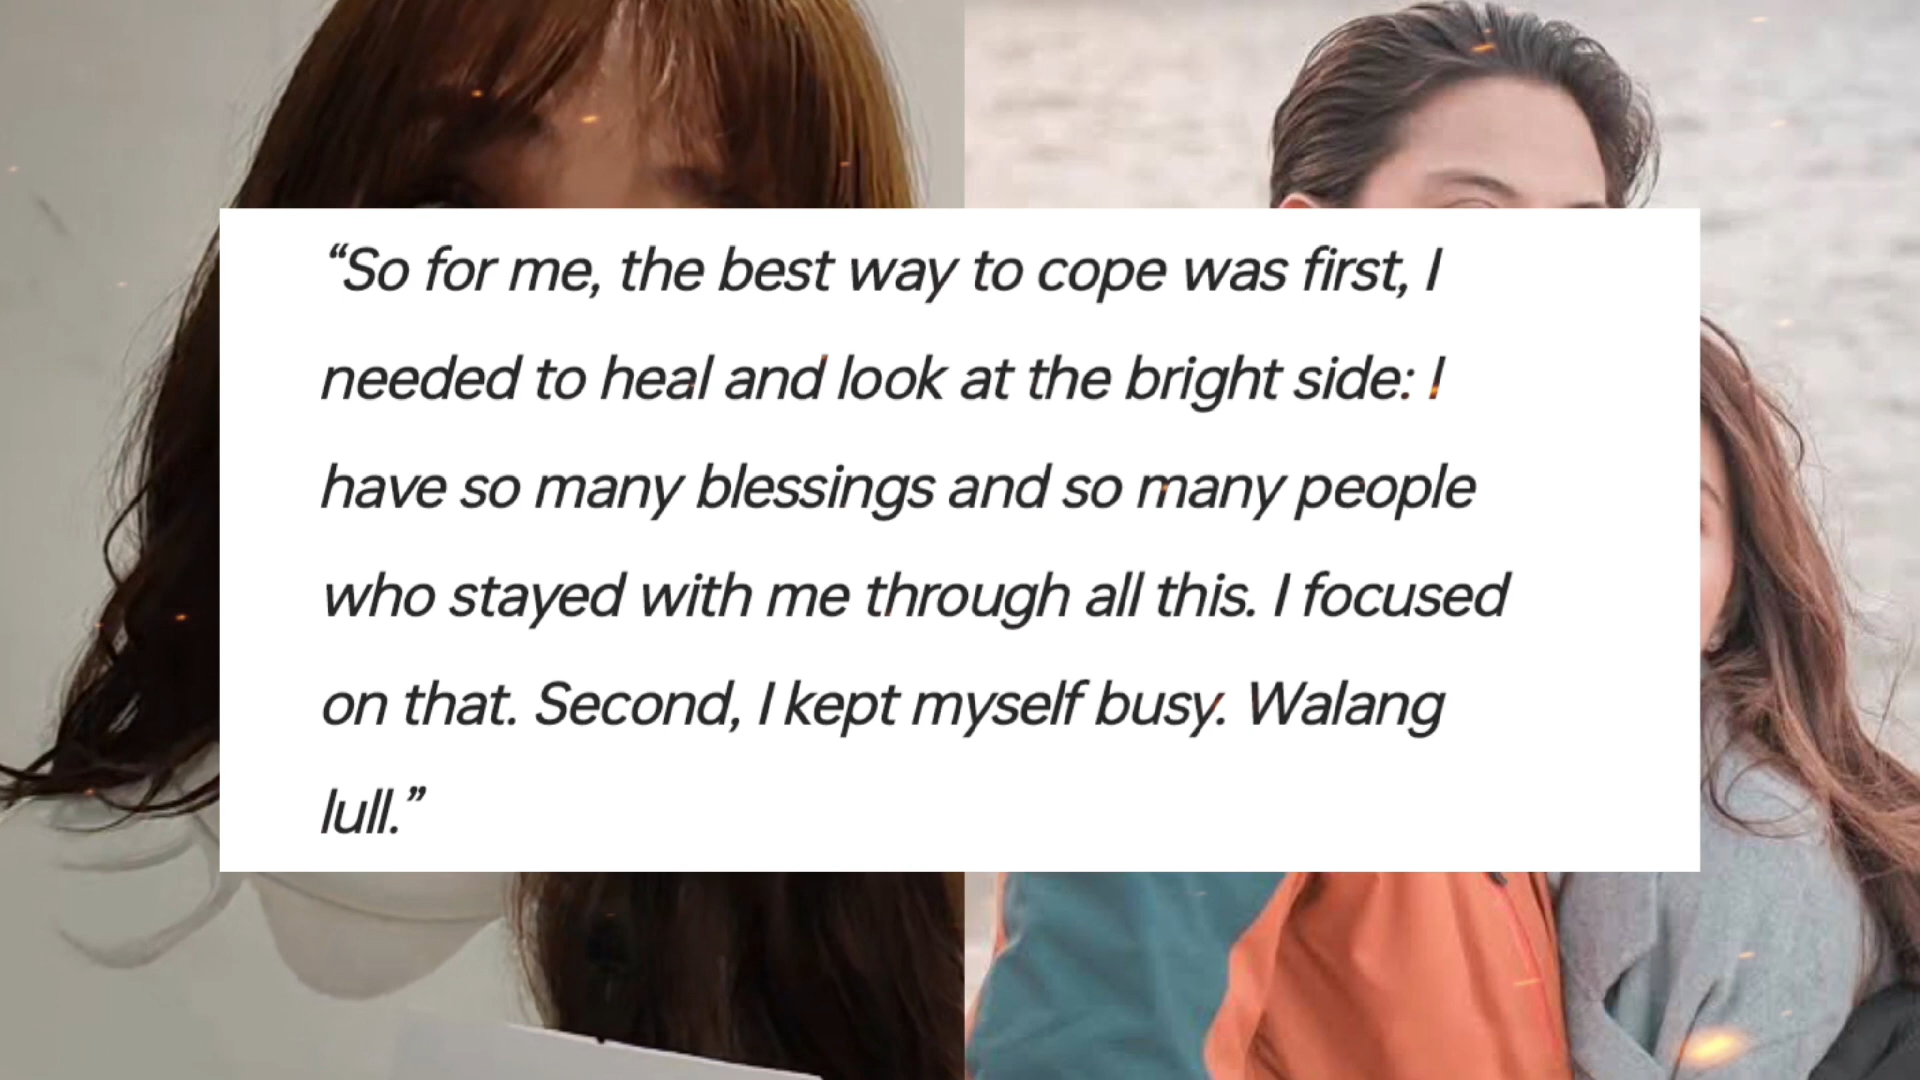 “So for me, the best way to cope was first, I
needed to heal and look at the bright side: I
have so many blessings and so many people
who stayed with me through all this. I focused
on that. Second, I kept myself busy. Walang
lull.”